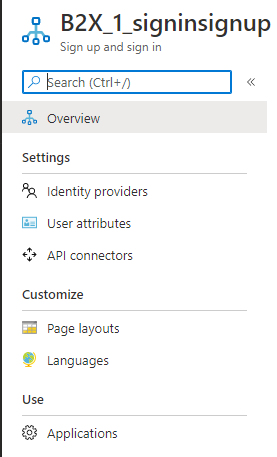 B2X_1_signinsignup
Sign up and sign in
Search (Ctrl+/)
«
Overview
Settings
Identity providers
User attributes
API connectors
Customize
Page layouts
Languages
Use
Applications